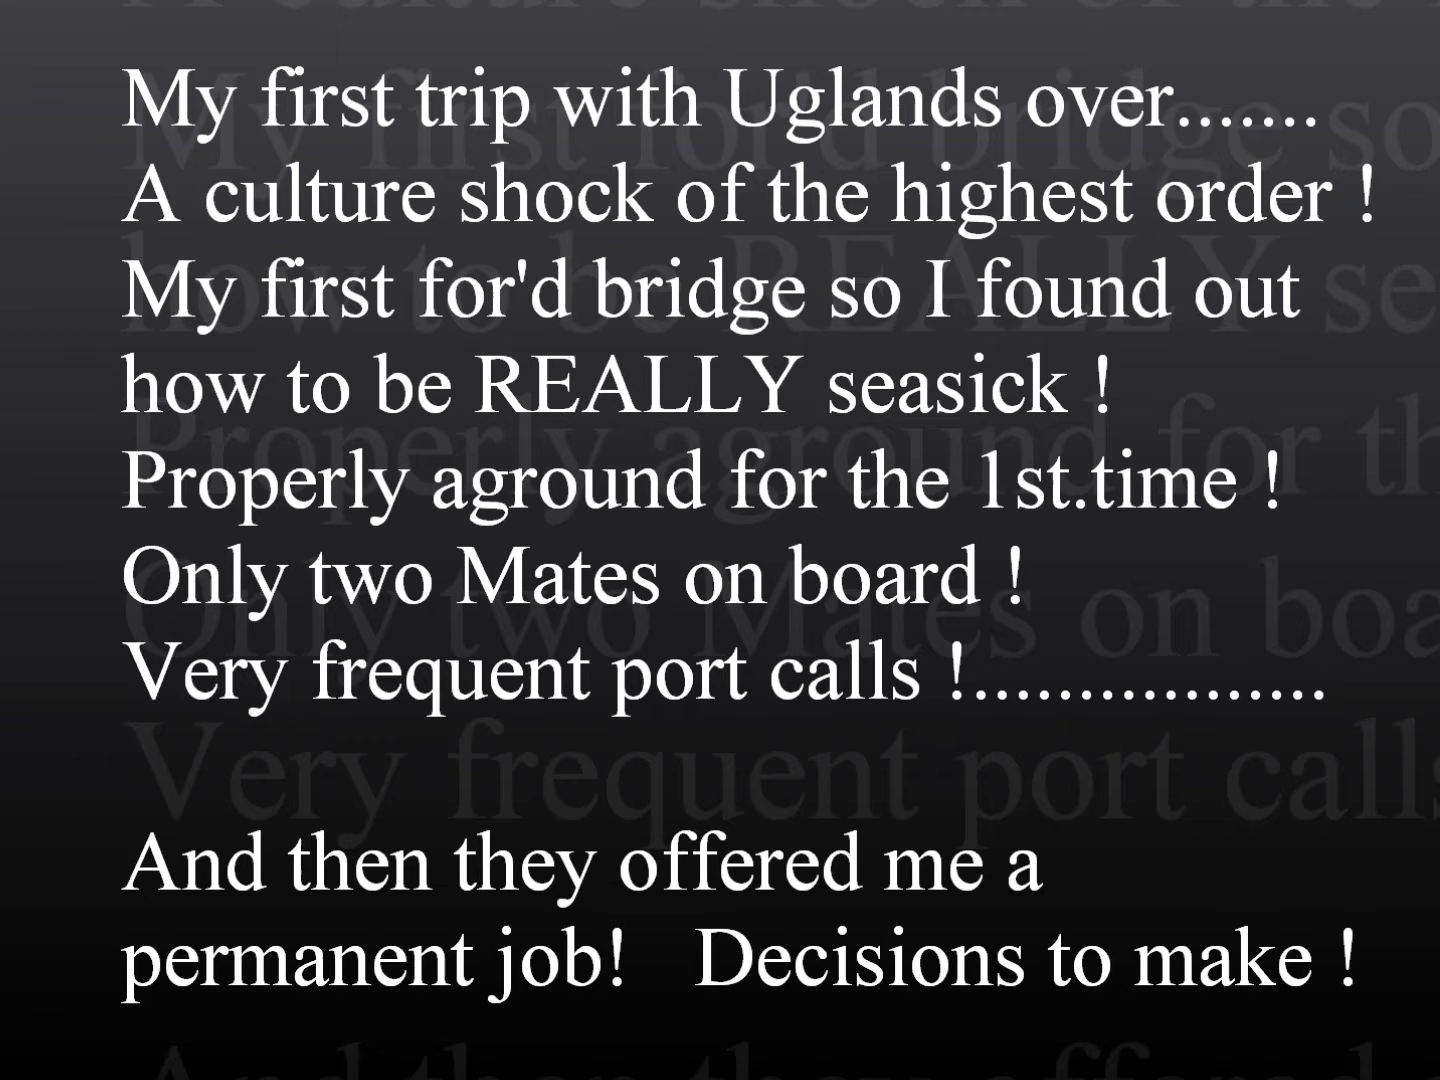 My first trip with Uglands over.......
A culture shock of the highest order !
My first for'd bridge so I found out
how to be REALLY seasick !
Properly aground for the 1st.time !
Only two Mates on board !
Very frequent port calls !.................
And then they offered me a
permanent job!   Decisions to make !